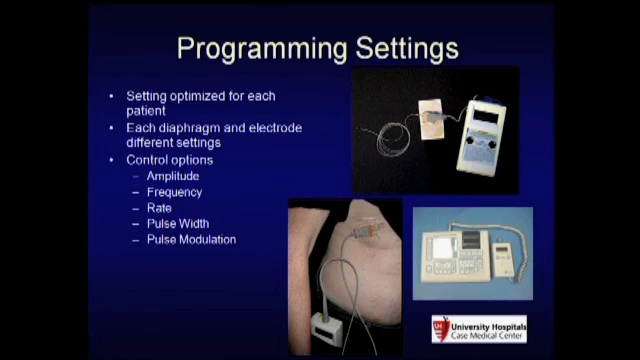 Programming Settings
• Setting optimized for each
patient
• Each diaphragm and electrode
different settings
• Control options
– Amplitude
– Frequency
– Rate
– Pulse Width
– Pulse Modulation
University Hospitals
Case Medical Center